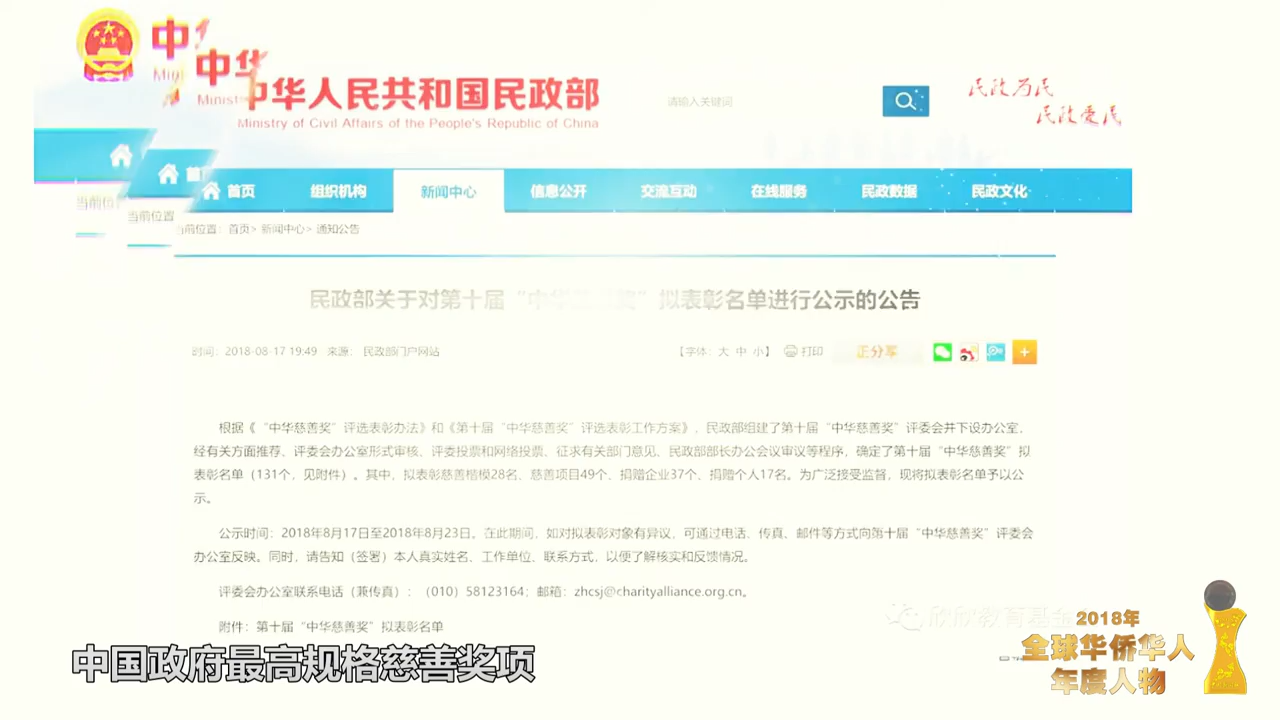 中
中华
中华人民共和国民政部
Ministry of Civil Affairs of the People's Republic of China
请输入关键词
民政为民
民政爱民
首页 组织机构 新闻中心 信息公开 交流互动 在线服务 民政数据 民政文化
当前位置
当前位置：首页> 新闻中心> 通知公告
民政部关于对第十届“中华慈善奖”拟表彰名单进行公示的公告
时间：2018-08-17 19:49 来源：民政部门户网站
【字体：大 中 小】 打印
根据《“中华慈善奖”评选表彰办法》和《第十届“中华慈善奖”评选表彰工作方案》，民政部组建了第十届“中华慈善奖”评委会并下设办公室，
经有关方面推荐、评委会办公室形式审核、评委投票和网络投票、征求有关部门意见、民政部部长办公会议审议等程序，确定了第十届“中华慈善奖”拟
表彰名单（131个，见附件）。其中，拟表彰慈善楷模28名、慈善项目49个、捐赠企业37个、捐赠个人17名。为广泛接受监督，现将拟表彰名单予以公
示。
公示时间：2018年8月17日至2018年8月23日。在此期间，如对拟表彰对象有异议，可通过电话、传真、邮件等方式向第十届“中华慈善奖”评委会
办公室反映。同时，请告知（签署）本人真实姓名、工作单位、联系方式，以便了解核实和反馈情况。
评委会办公室联系电话（兼传真）：（010）58123164；邮箱：zhcsj@charityalliance.org.cn。
附件：第十届“中华慈善奖”拟表彰名单
欣欣教育基金
中国政府最高规格慈善奖项
2018年
全球华侨华人
年度人物